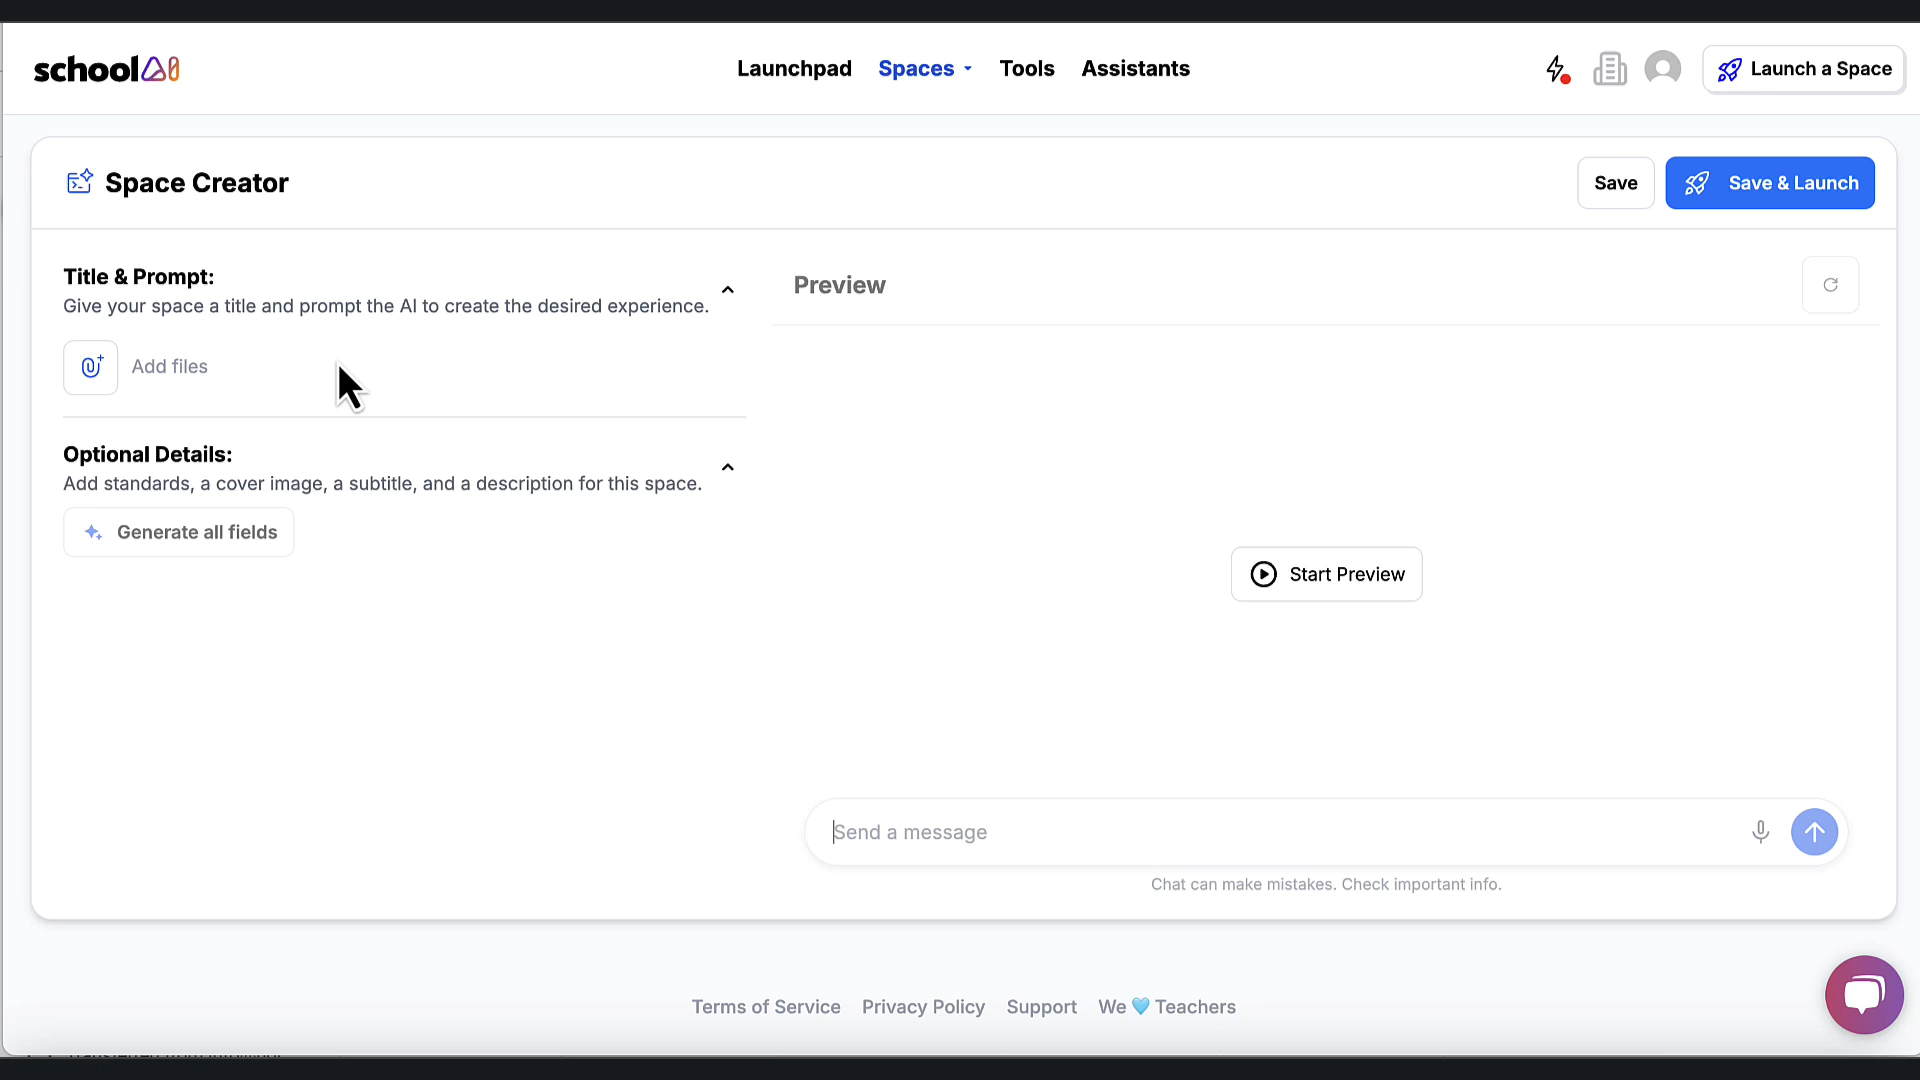 schoolAI
Launchpad
Spaces
Tools
Assistants
Launch a Space
Space Creator
Save
Save & Launch
Title & Prompt:
Give your space a title and prompt the AI to create the desired experience.
Add files
Optional Details:
Add standards, a cover image, a subtitle, and a description for this space.
Generate all fields
Preview
Start Preview
Send a message
Chat can make mistakes. Check important info.
Terms of Service
Privacy Policy
Support
We 🩵 Teachers